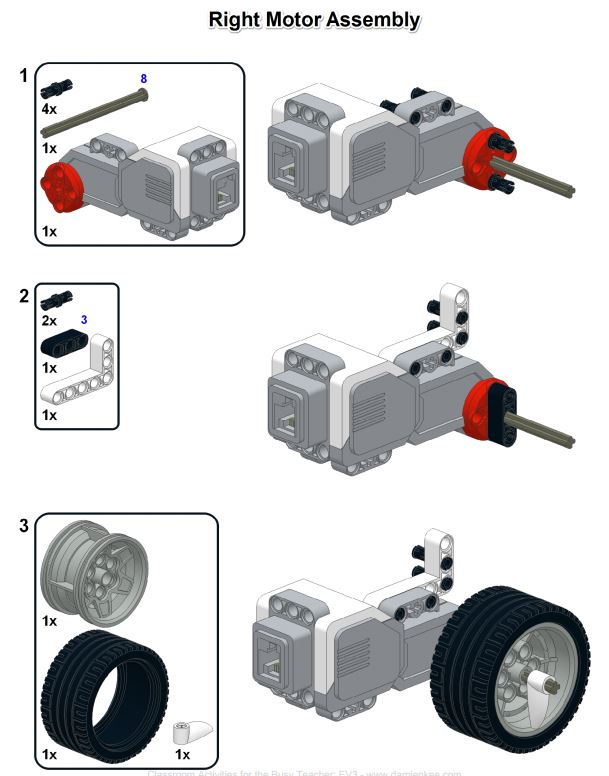 Right Motor Assembly
1
8
4x
1x
1x
2
2x
3
1x
1x
3
1x
1x
1x
Classroom Activities for the Busy Teacher: EV3 - www.damienkee.com